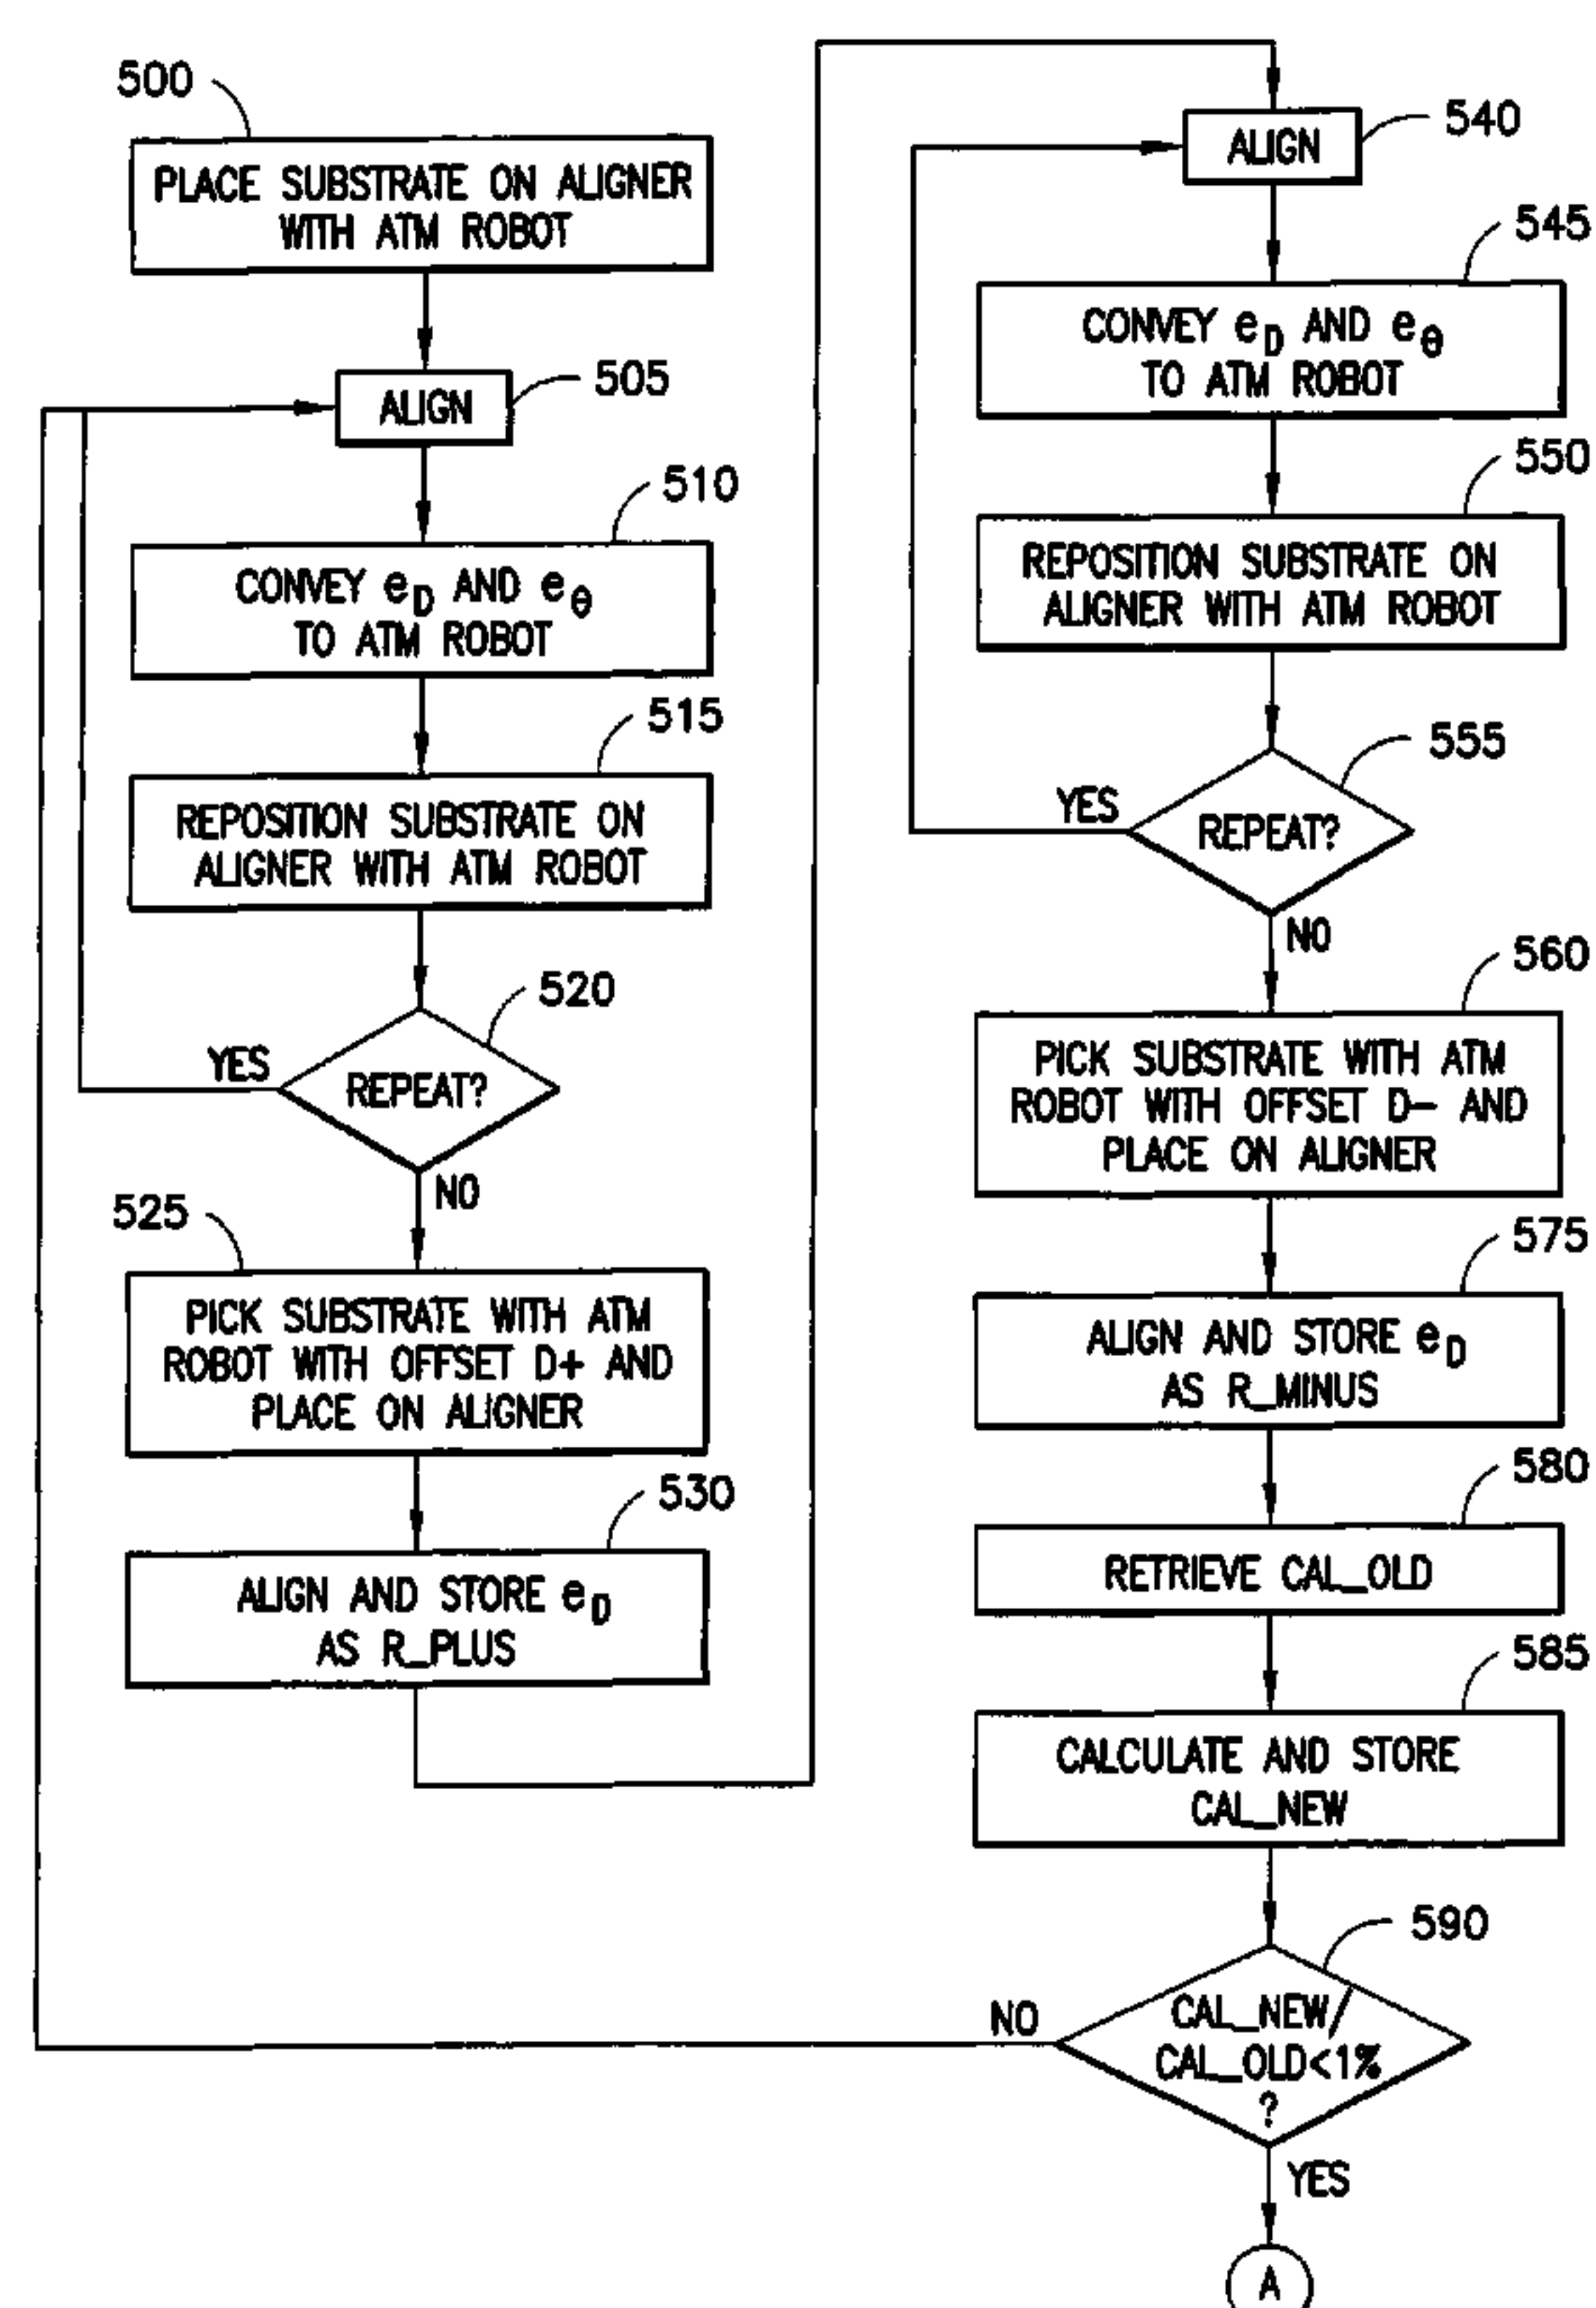 500
PLACE SUBSTRATE ON ALIGNER
WITH ATM ROBOT
505
ALIGN
510
CONVEY eD AND eθ
TO ATM ROBOT
515
REPOSITION SUBSTRATE ON
ALIGNER WITH ATM ROBOT
520
YES
REPEAT?
NO
525
PICK SUBSTRATE WITH ATM
ROBOT WITH OFFSET D+ AND
PLACE ON ALIGNER
530
ALIGN AND STORE eD
AS R_PLUS
540
ALIGN
545
CONVEY eD AND eθ
TO ATM ROBOT
550
REPOSITION SUBSTRATE ON
ALIGNER WITH ATM ROBOT
555
YES
REPEAT?
NO
560
PICK SUBSTRATE WITH ATM
ROBOT WITH OFFSET D- AND
PLACE ON ALIGNER
575
ALIGN AND STORE eD
AS R_MINUS
580
RETRIEVE CAL_OLD
585
CALCULATE AND STORE
CAL_NEW
590
NO
CAL_NEW/
CAL_OLD<1%
?
YES
A